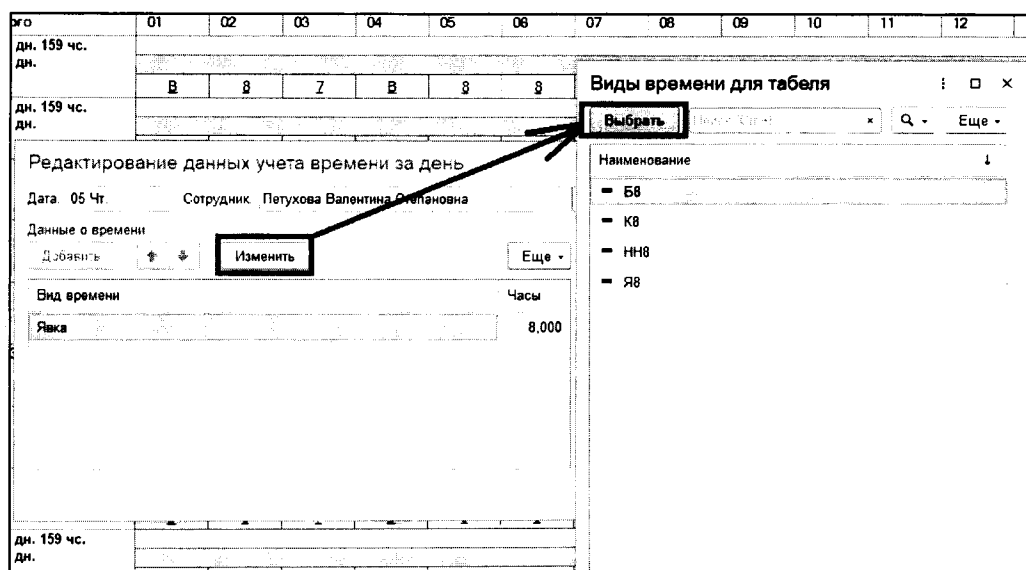 ого 01 02 03 04 05 06 07 08 09 10 11 12
дн. 159 чс.
дн.
В 8 7 В 8 8
дн. 159 чс.
дн.
Виды времени для табеля
Выбрать × Еще
Наименование ↓
Б8
К8
НН8
Я8
Редактирование данных учета времени за день
Дата: 05 Чт. Сотрудник: Петухова Валентина Степановна
Данные о времени
Добавить Изменить Еще
Вид времени Часы
Явка 8,000
дн. 159 чс.
дн.